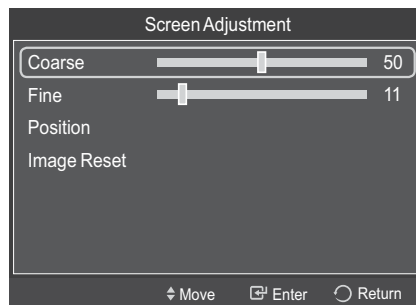 Screen Adjustment
Coarse 50
Fine 11
Position
Image Reset
Move Enter Return